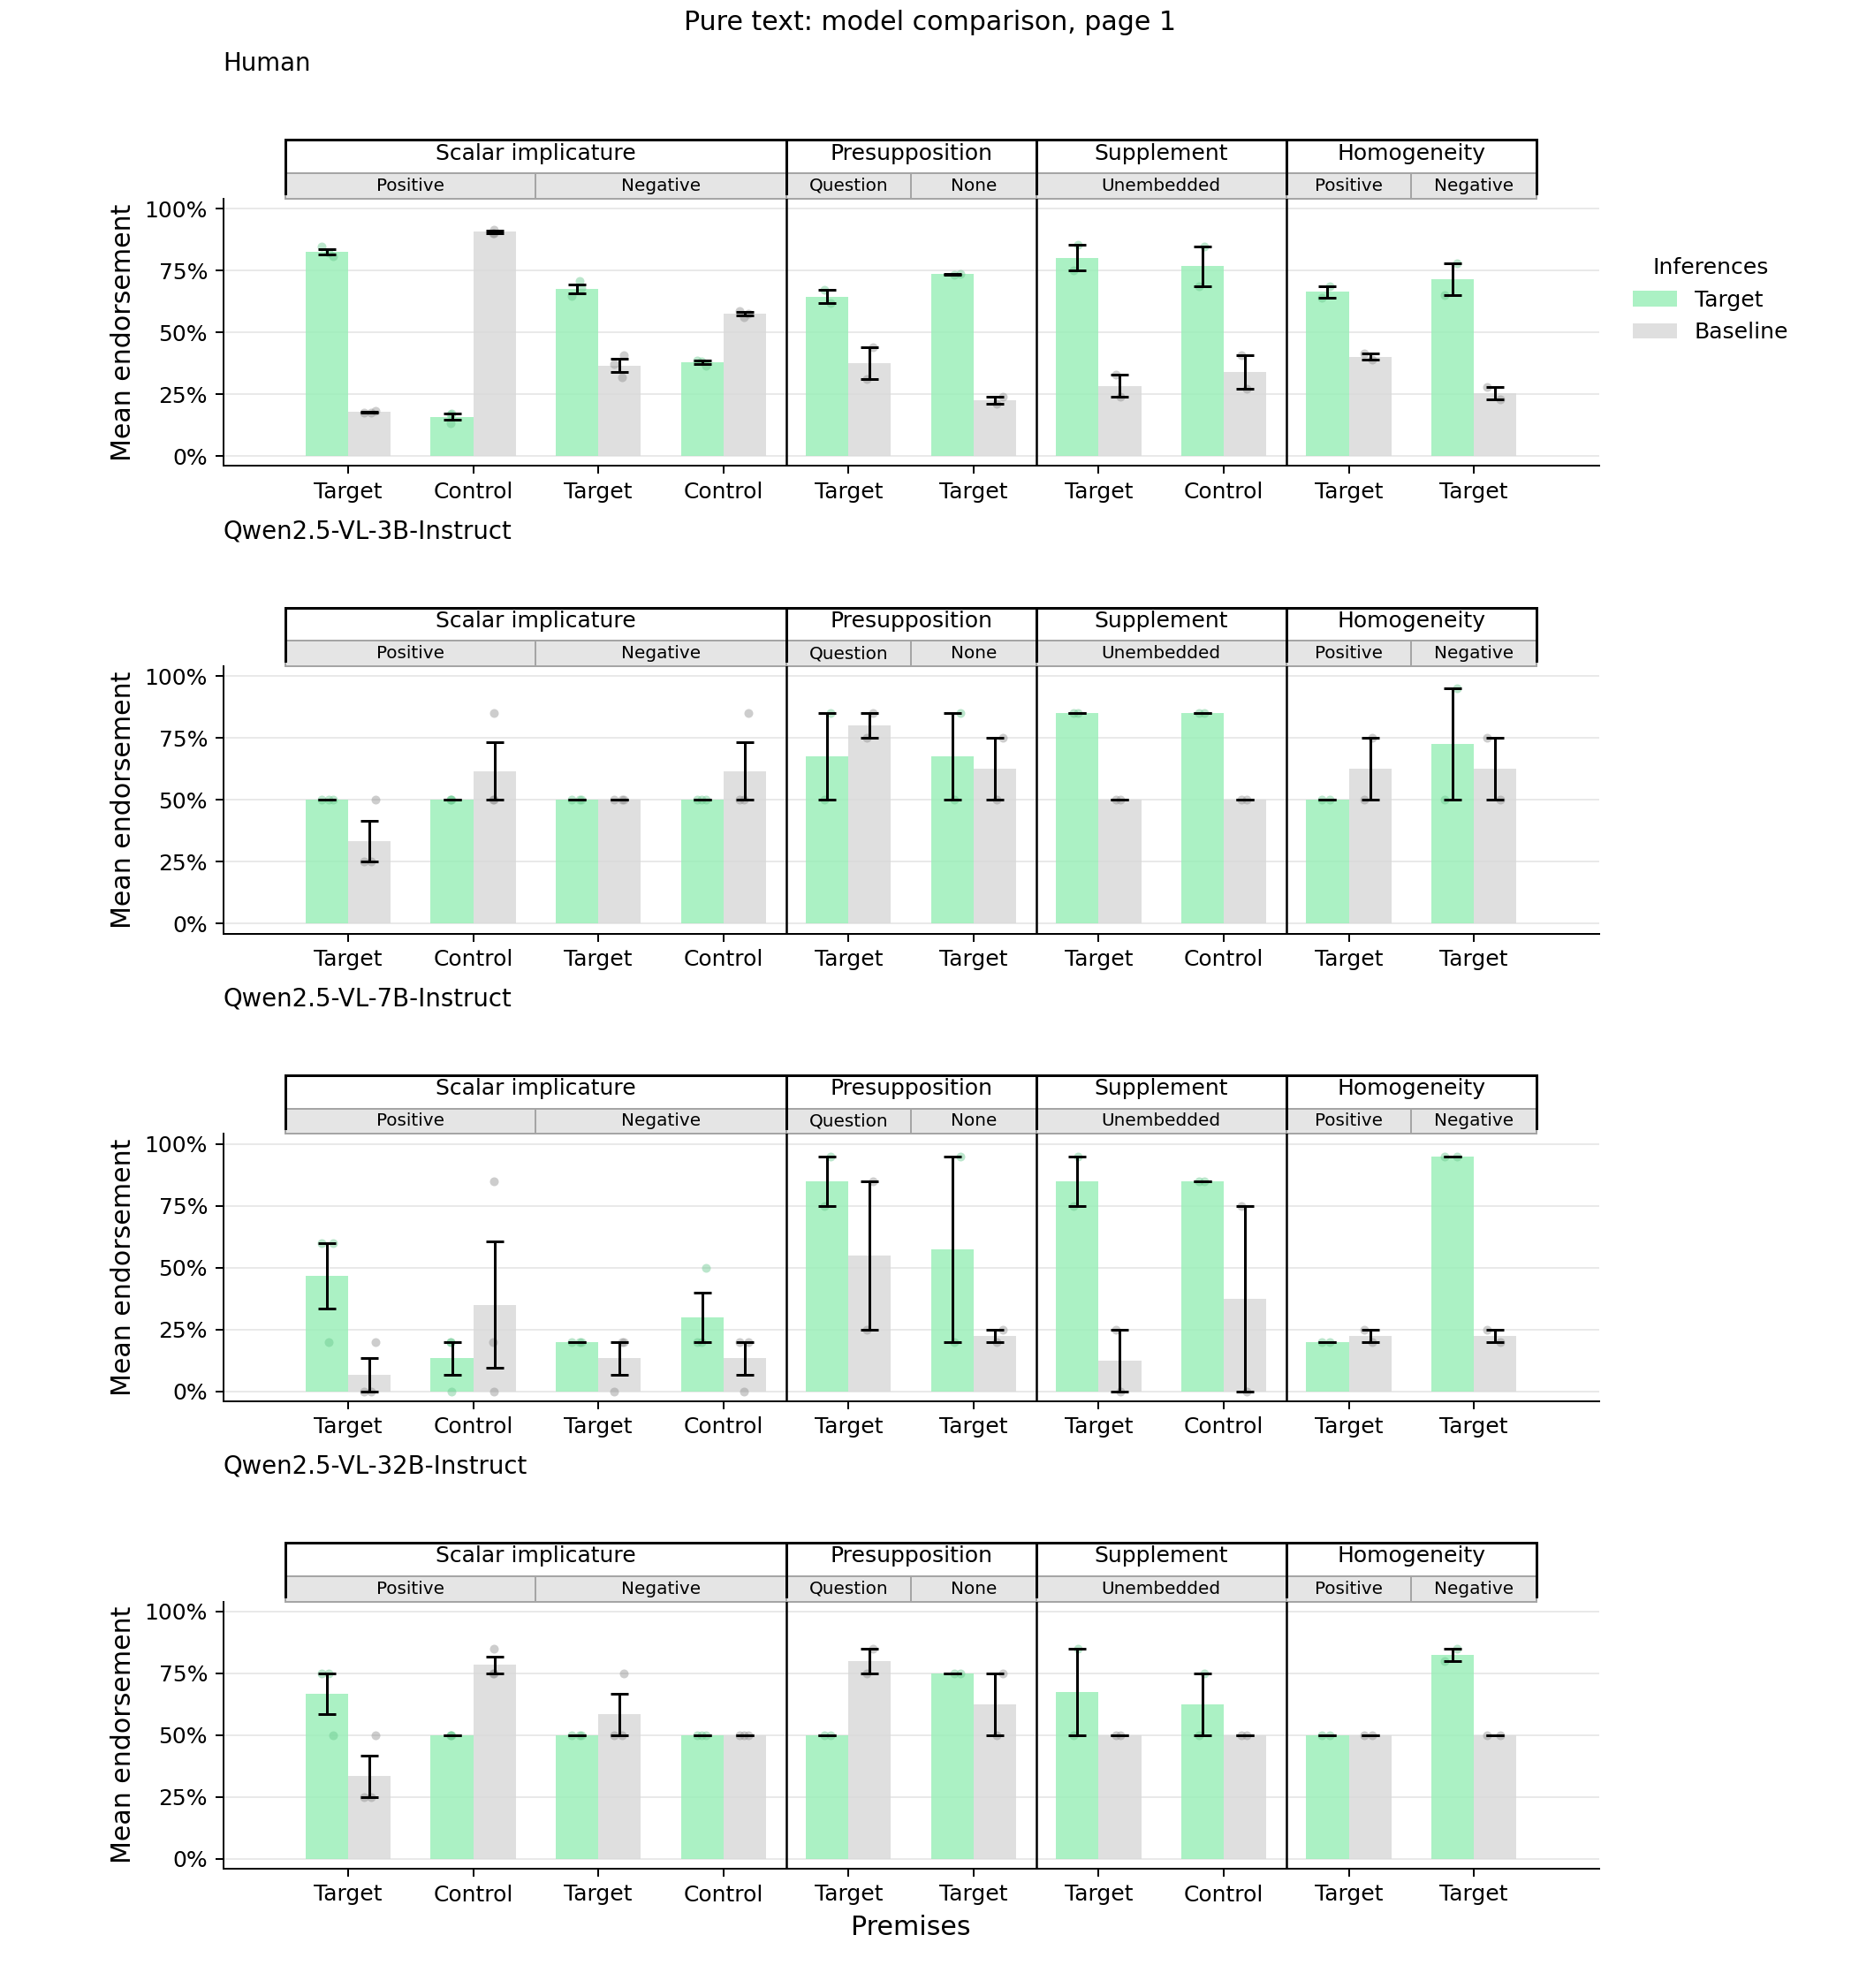 Pure text: model comparison, page 1
Human
Scalar implicature Presupposition Supplement Homogeneity
Positive Negative Question None Unembedded Positive Negative
Mean endorsement
100%
75%
50%
25%
0%
Target Control Target Control Target Target Target Control Target Target
Inferences
Target
Baseline
Qwen2.5-VL-3B-Instruct
Scalar implicature Presupposition Supplement Homogeneity
Positive Negative Question None Unembedded Positive Negative
Mean endorsement
100%
75%
50%
25%
0%
Target Control Target Control Target Target Target Control Target Target
Qwen2.5-VL-7B-Instruct
Scalar implicature Presupposition Supplement Homogeneity
Positive Negative Question None Unembedded Positive Negative
Mean endorsement
100%
75%
50%
25%
0%
Target Control Target Control Target Target Target Control Target Target
Qwen2.5-VL-32B-Instruct
Scalar implicature Presupposition Supplement Homogeneity
Positive Negative Question None Unembedded Positive Negative
Mean endorsement
100%
75%
50%
25%
0%
Target Control Target Control Target Target Target Control Target Target
Premises